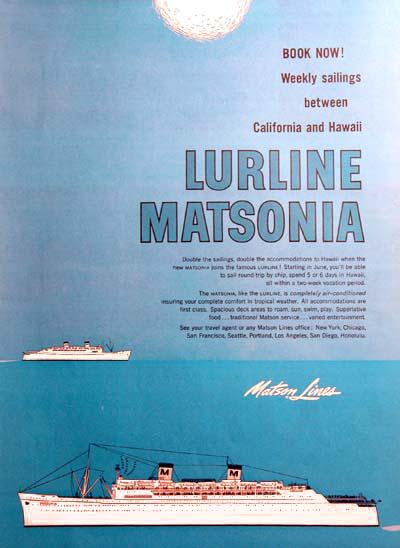 BOOK NOW!
Weekly sailings
between
California and Hawaii
LURLINE
MATSONIA
Double the sailings, double the accommodations to Hawaii when the
new MATSONIA joins the famous LURLINE! Starting in June, you'll be able
to sail round-trip by ship, spend 5 or 6 days in Hawaii,
all within a two-week vacation period.
The MATSONIA, like the LURLINE, is completely air-conditioned
insuring your complete comfort in tropical weather. All accommodations are
first class. Spacious deck areas to roam, sun, swim, play. Superlative
food...traditional Matson service...varied entertainment.
See your travel agent or any Matson Lines office: New York, Chicago,
San Francisco, Seattle, Portland, Los Angeles, San Diego, Honolulu.
Matson Lines
M M